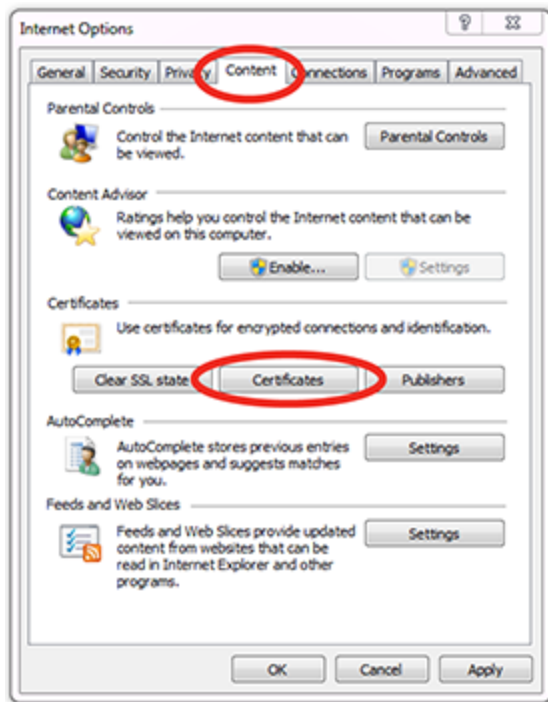 Internet Options
General Security Privacy Content Connections Programs Advanced
Parental Controls
Control the Internet content that can
be viewed.
Parental Controls
Content Advisor
Ratings help you control the Internet content that can be
viewed on this computer.
Enable... Settings
Certificates
Use certificates for encrypted connections and identification.
Clear SSL state Certificates Publishers
AutoComplete
AutoComplete stores previous entries
on webpages and suggests matches
for you.
Settings
Feeds and Web Slices
Feeds and Web Slices provide updated
content from websites that can be
read in Internet Explorer and other
programs.
Settings
OK Cancel Apply